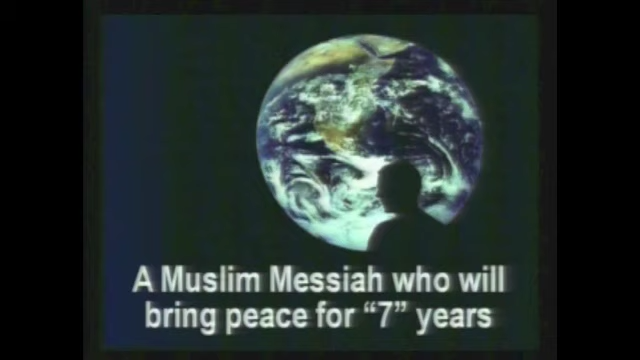 A Muslim Messiah who will
bring peace for “7” years